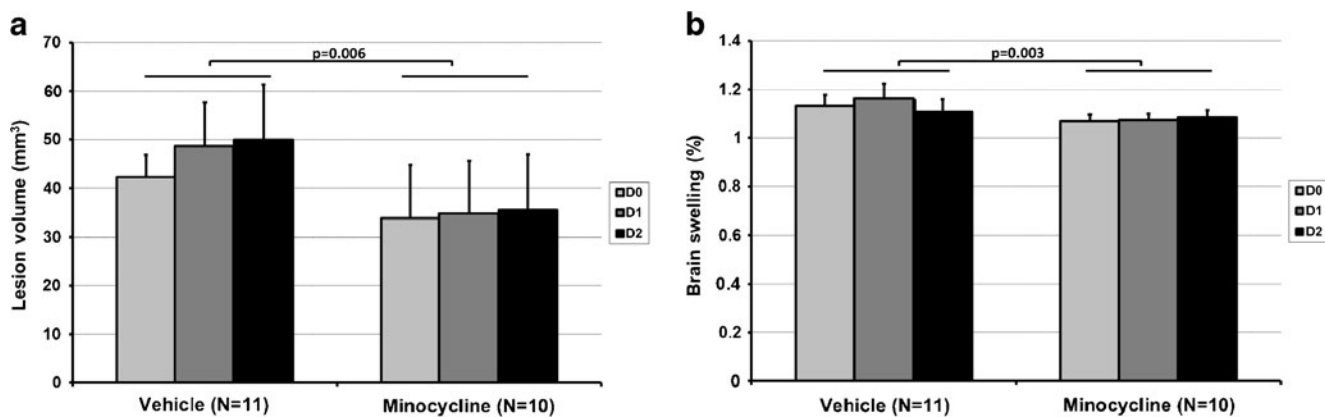 a
70
60
50
40
30
20
10
0
Lesion volume (mm³)
p=0.006
D0
D1
D2
Vehicle (N=11)
Minocycline (N=10)
b
1.4
1.2
1
0.8
0.6
0.4
0.2
0
Brain swelling (%)
p=0.003
D0
D1
D2
Vehicle (N=11)
Minocycline (N=10)